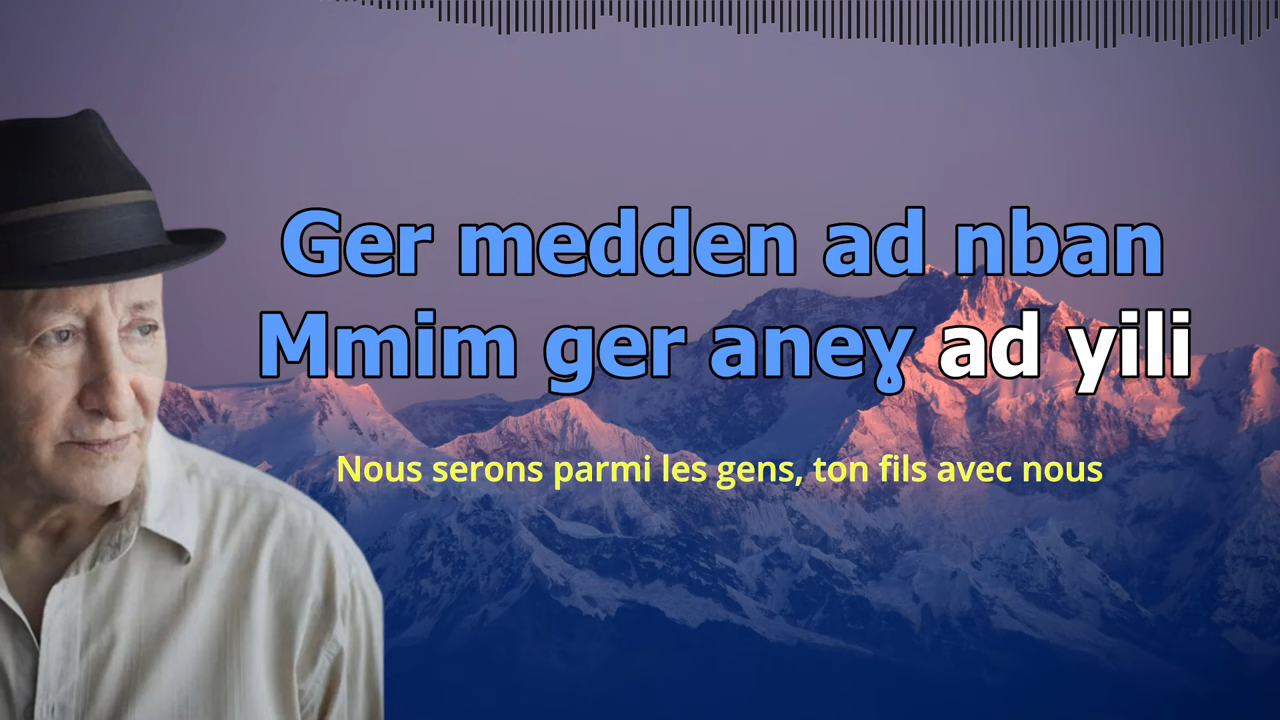 Ger medden ad nban
Mmim ger aneɣ ad yili
Nous serons parmi les gens, ton fils avec nous